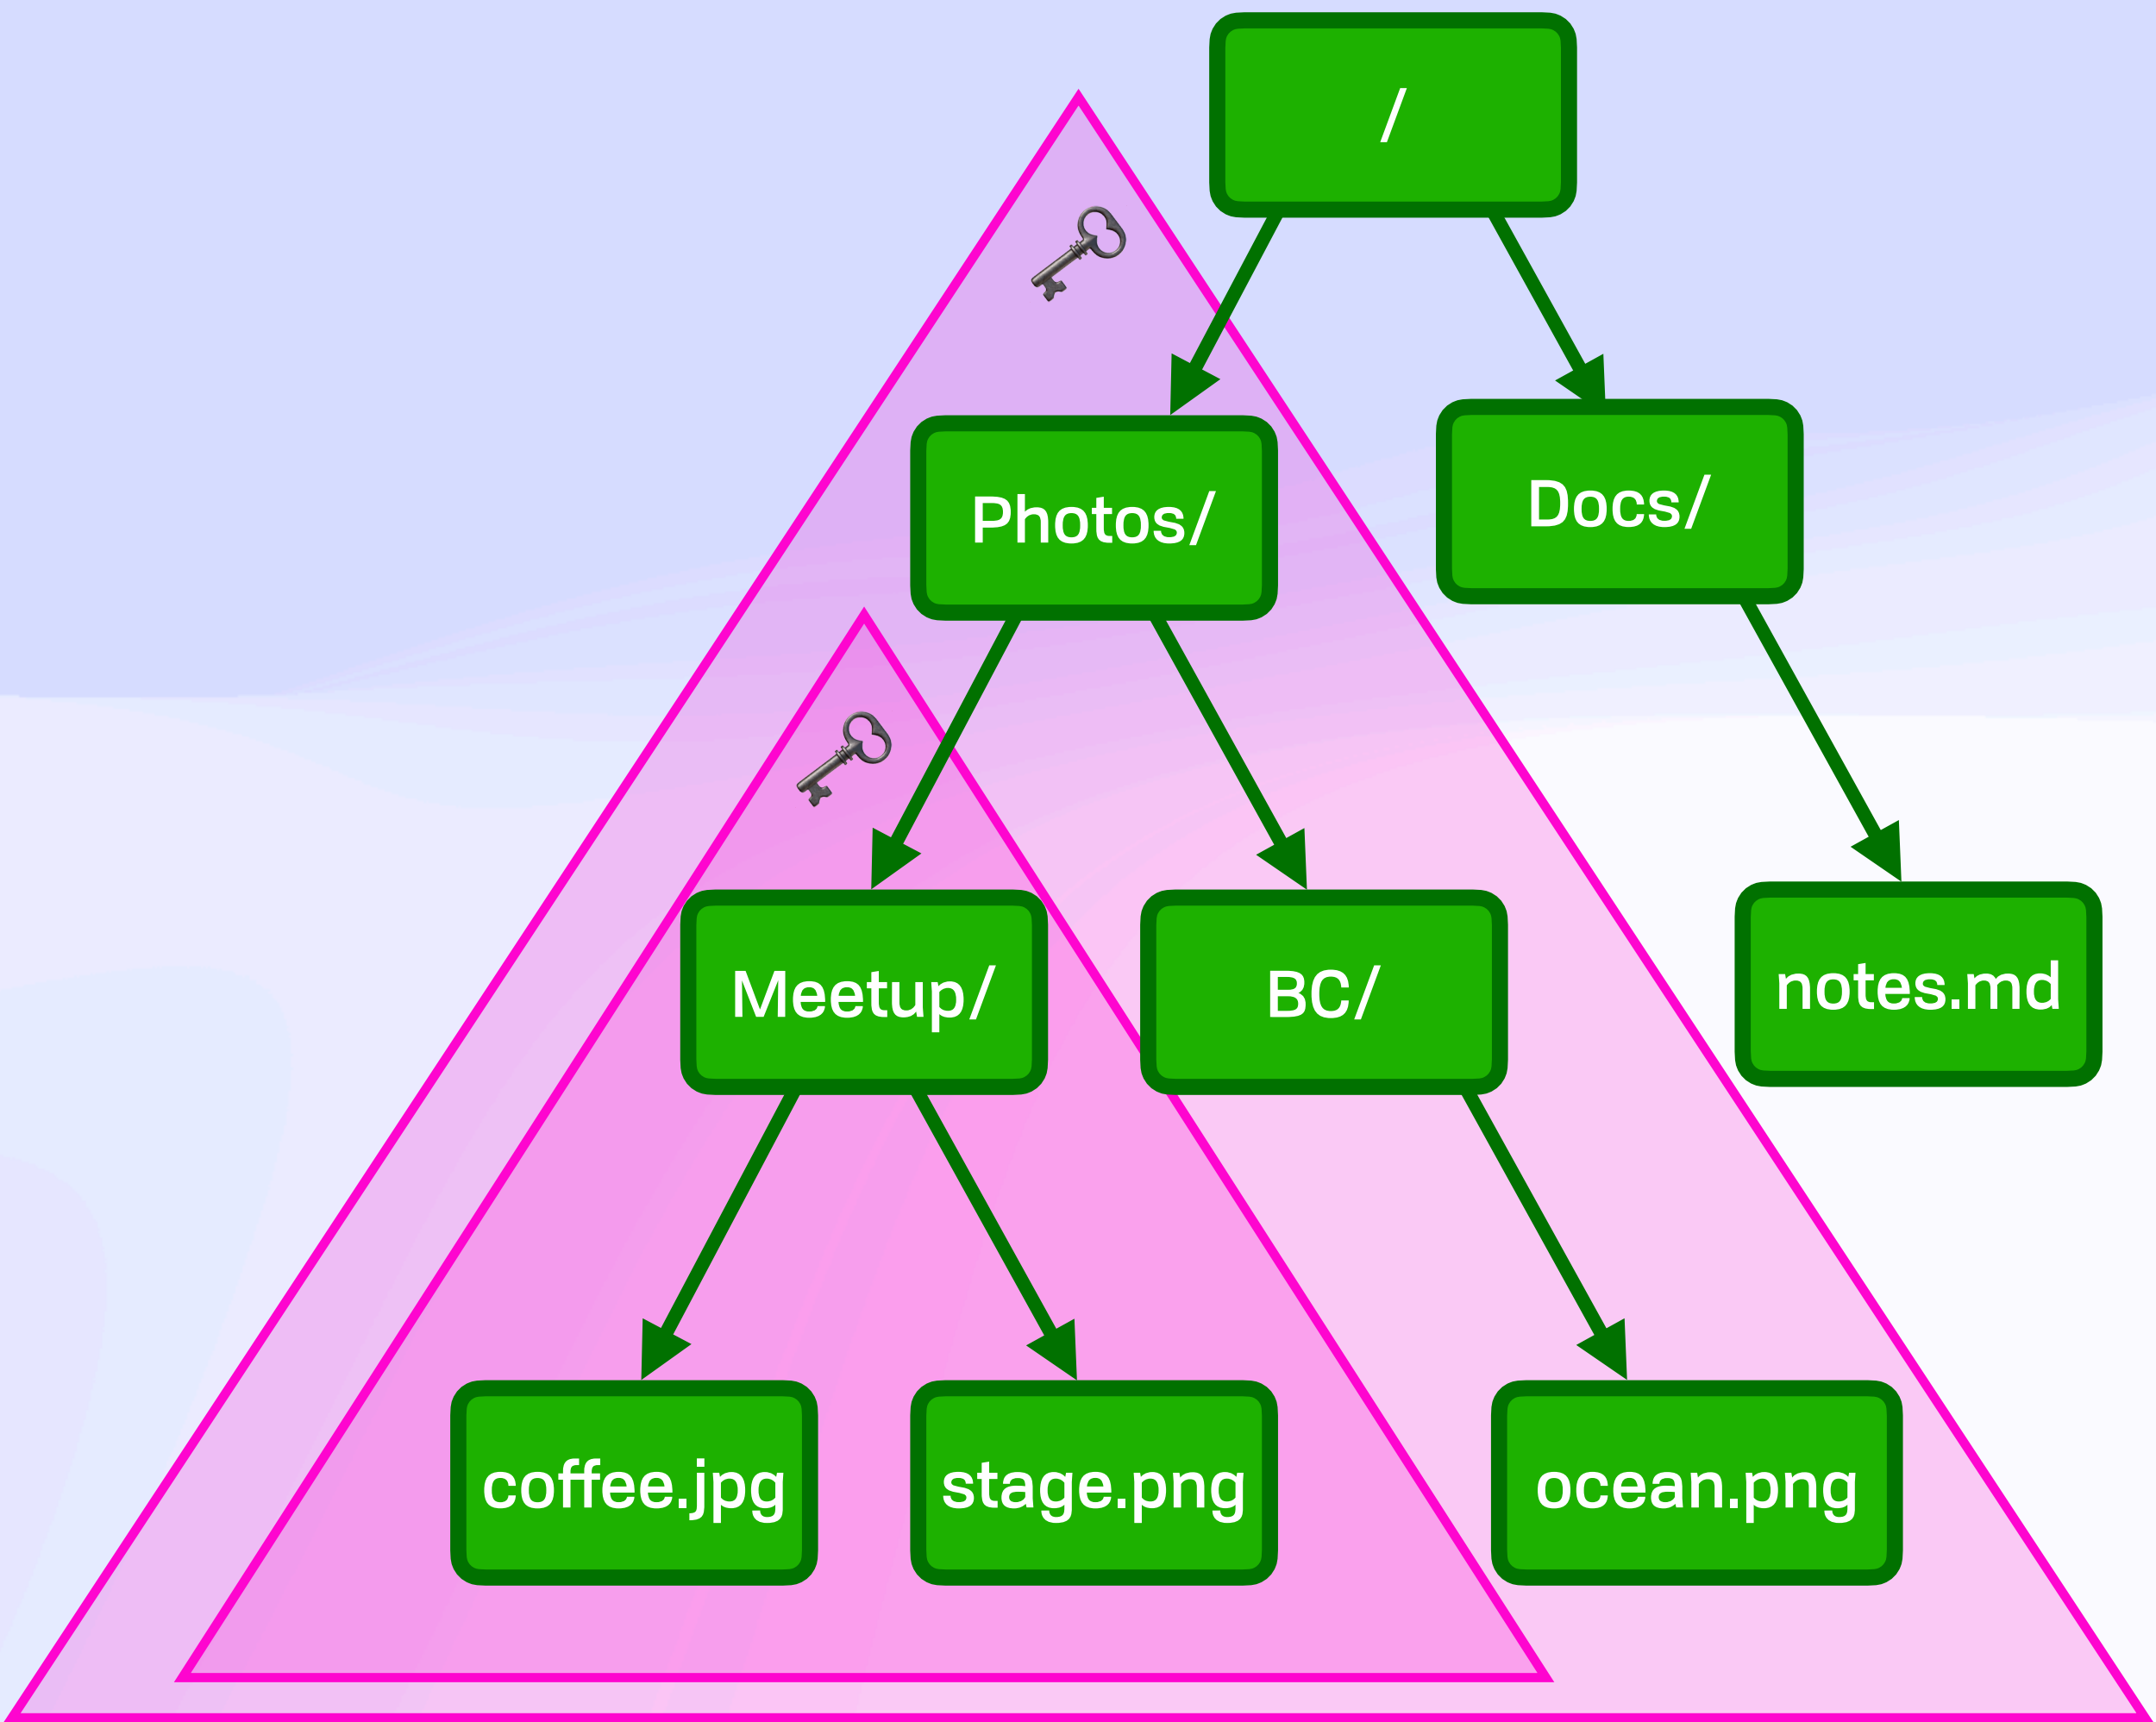 /
Photos/
Docs/
Meetup/
BC/
notes.md
coffee.jpg
stage.png
ocean.png